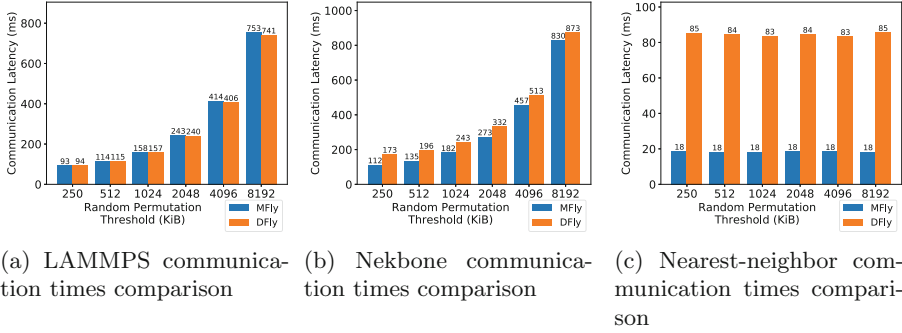 Communication Latency (ms)
800
600
400
200
0
93 94
114 115
158 157
243 240
414 406
753 741
250 512 1024 2048 4096 8192
Random Permutation
Threshold (KiB)
MFly
DFly
(a) LAMMPS communica-
tion times comparison
Communication Latency (ms)
1000
800
600
400
200
0
112 173
135 196
182 243
273 332
457 513
830 873
250 512 1024 2048 4096 8192
Random Permutation
Threshold (KiB)
MFly
DFly
(b) Nekbone communica-
tion times comparison
Communication Latency (ms)
100
80
60
40
20
0
18 85
18 84
18 83
18 84
18 83
18 85
250 512 1024 2048 4096 8192
Random Permutation
Threshold (KiB)
MFly
DFly
(c) Nearest-neighbor com-
munication times compari-
son